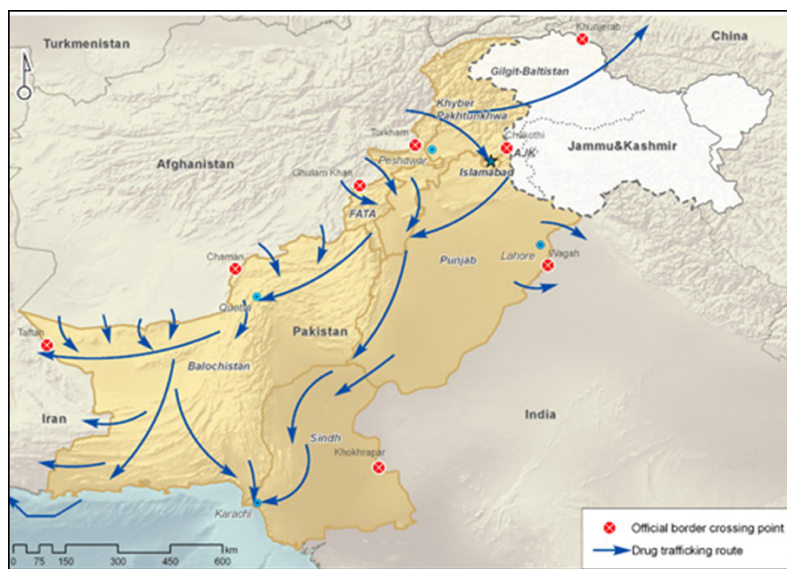 Turkmenistan
Khunjerab
China
Gilgit-Baltistan
Khyber
Pakhtunkhwa
Torkham
Chakothi
Jammu&Kashmir
Peshawar
AJK
Afghanistan
Islamabad
Ghulam Khan
FATA
Lahore
Wagah
Punjab
Chaman
Quetta
Pakistan
Taftan
Balochistan
Iran
India
Sindh
Khokhrapar
Karachi
Official border crossing point
Drug trafficking route
0 75 150 300 450 600
km